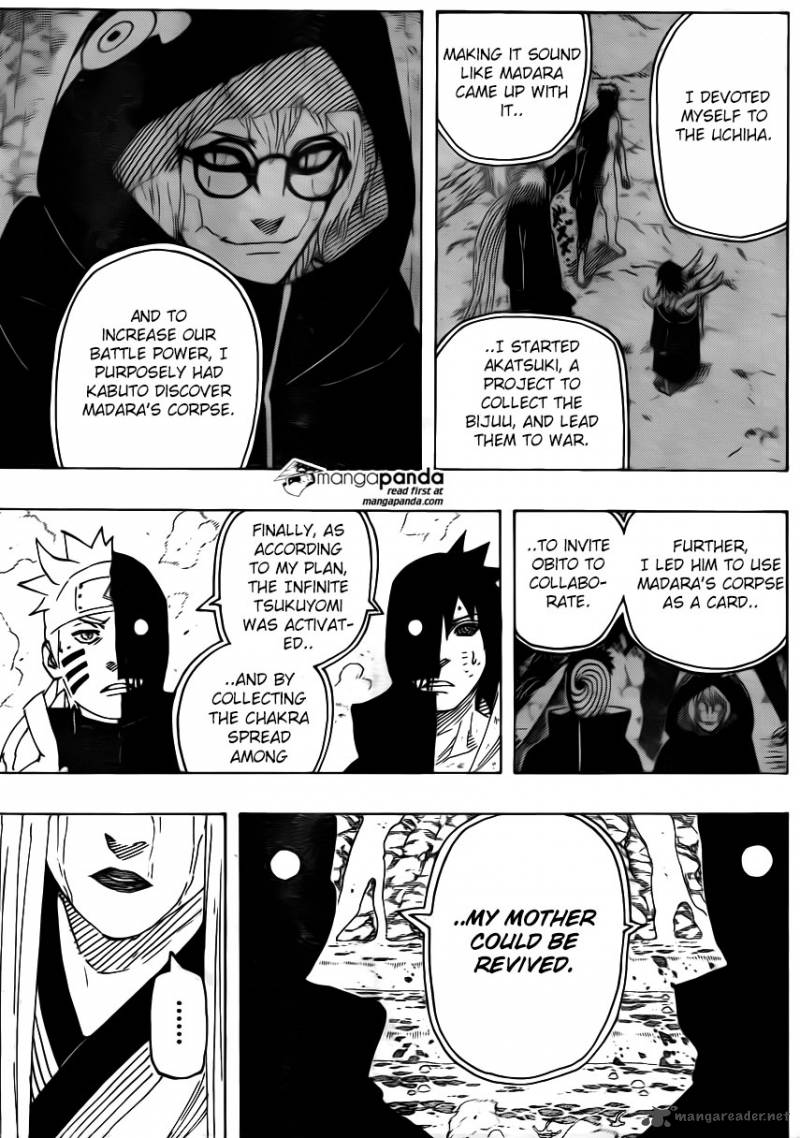 I DEVOTED
MYSELF TO
THE UCHIHA.
MAKING IT SOUND
LIKE MADARA
CAME UP WITH
IT..
..I STARTED
AKATSUKI, A
PROJECT TO
COLLECT THE
BIJUU, AND LEAD
THEM TO WAR.
AND TO
INCREASE OUR
BATTLE POWER, I
PURPOSELY HAD
KABUTO DISCOVER
MADARA'S CORPSE.
mangapanda
read first at
mangapanda.com
FURTHER,
I LED HIM TO USE
MADARA'S CORPSE
AS A CARD..
..TO INVITE
OBITO TO
COLLABO-
RATE.
FINALLY, AS
ACCORDING
TO MY PLAN,
THE INFINITE
TSUKUYOMI
WAS ACTIVAT-
ED..
..AND BY
COLLECTING
THE CHAKRA
SPREAD
AMONG
..MY MOTHER
COULD BE
REVIVED.
......
mangareader.net